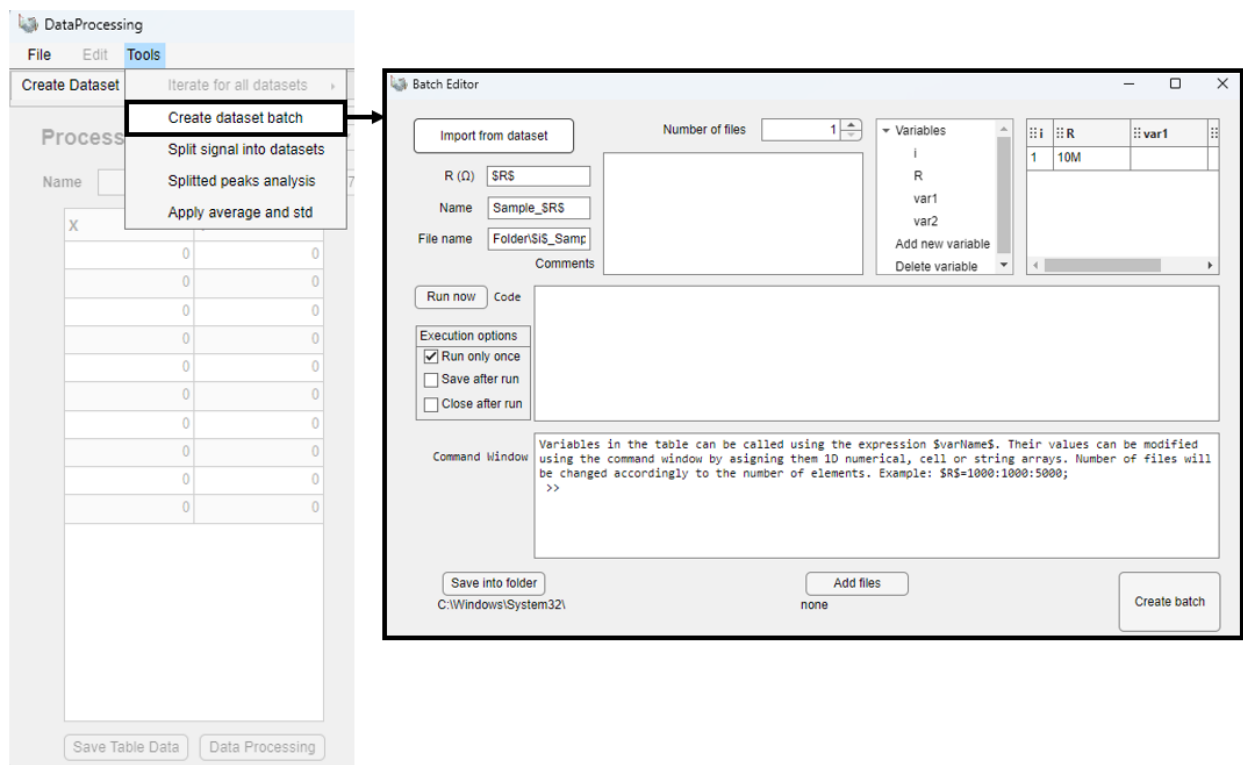 DataProcessing
File Edit Tools
Create Dataset
Iterate for all datasets
Create dataset batch
Split signal into datasets
Splitted peaks analysis
Apply average and std
Process
Name
7
X
0 0
0 0
0 0
0 0
0 0
0 0
0 0
0 0
0 0
0 0
Save Table Data Data Processing
Batch Editor
Import from dataset
Number of files 1
R (Ω) $R$
Name Sample_$R$
File name Folder\$i$_Samp
Comments
Variables
i
R
var1
var2
Add new variable
Delete variable
i R var1
1 10M
Run now Code
Execution options
Run only once
Save after run
Close after run
Command Window
Variables in the table can be called using the expression $varName$. Their values can be modified
using the command window by asigning them 1D numerical, cell or string arrays. Number of files will
be changed accordingly to the number of elements. Example: $R$=1000:1000:5000;
>>
Save into folder
C:\Windows\System32\
Add files
none
Create batch